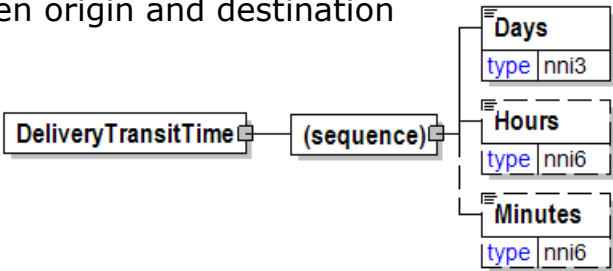 en origin and destination
Days
type nni3
DeliveryTransitTime
(sequence)
Hours
type nni6
Minutes
type nni6